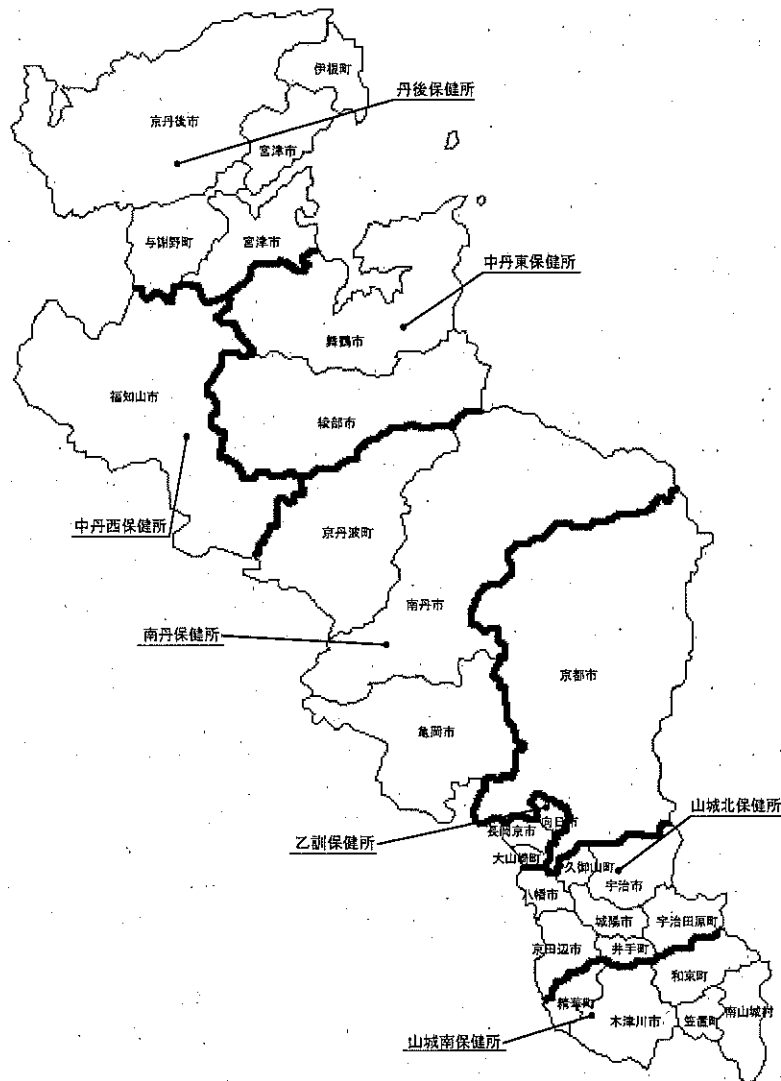 伊根町
丹後保健所
京丹後市
宮津市
与謝野町
宮津市
中丹東保健所
舞鶴市
福知山市
綾部市
中丹西保健所
京丹波町
南丹市
南丹保健所
京都市
亀岡市
山城北保健所
向日市
長岡京市
乙訓保健所
大山崎町
久御山町
宇治市
八幡市
城陽市
宇治田原町
京田辺市
井手町
和束町
精華町
南山城村
木津川市
笠置町
山城南保健所